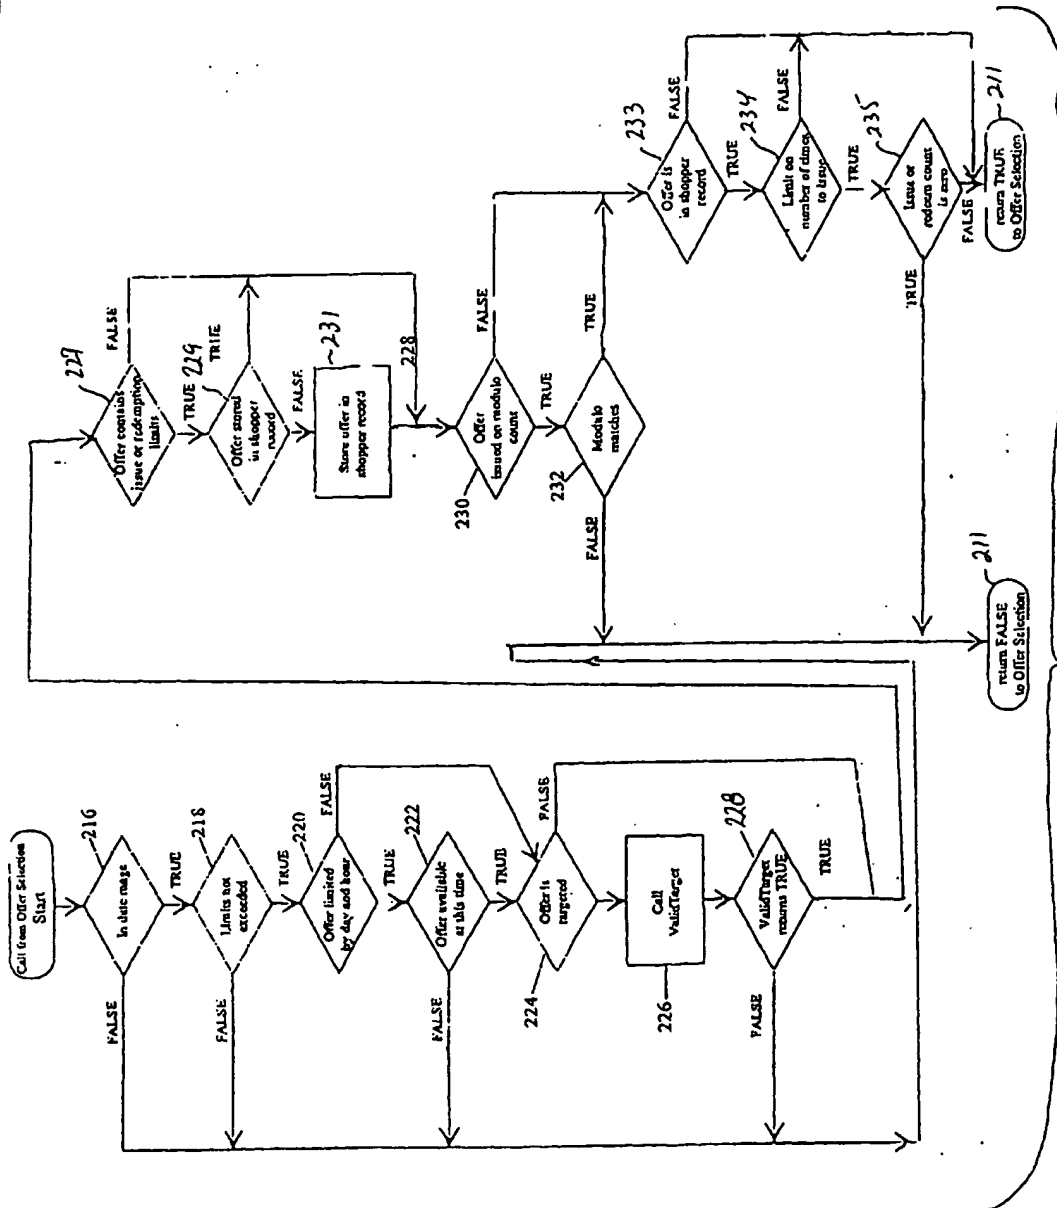 Call from Offer Selection
Start
216
In date range
FALSE
TRUE
218
Limits not
exceeded
FALSE
TRUE
220
Offer limited
by day and hour
FALSE
TRUE
222
Offer available
at this time
FALSE
TRUE
224
Offer is
targeted
FALSE
226
Call
ValidTarget
228
ValidTarget
returns TRUE
FALSE
TRUE
227
Offer contains
issue or redemption
limits
FALSE
TRUE
229
Offer stored
in shopper
record
TRUE
FALSE
231
Store offer in
shopper record
228
230
Offer
issued on modulo
count
FALSE
TRUE
232
Modulo
matches
FALSE
TRUE
233
Offer is
in shopper
record
FALSE
TRUE
234
Limit on
number of times
to issue
FALSE
TRUE
235
Issue or
redeem count
is zero
TRUE
FALSE
211
return TRUE
to Offer Selection
211
return FALSE
to Offer Selection